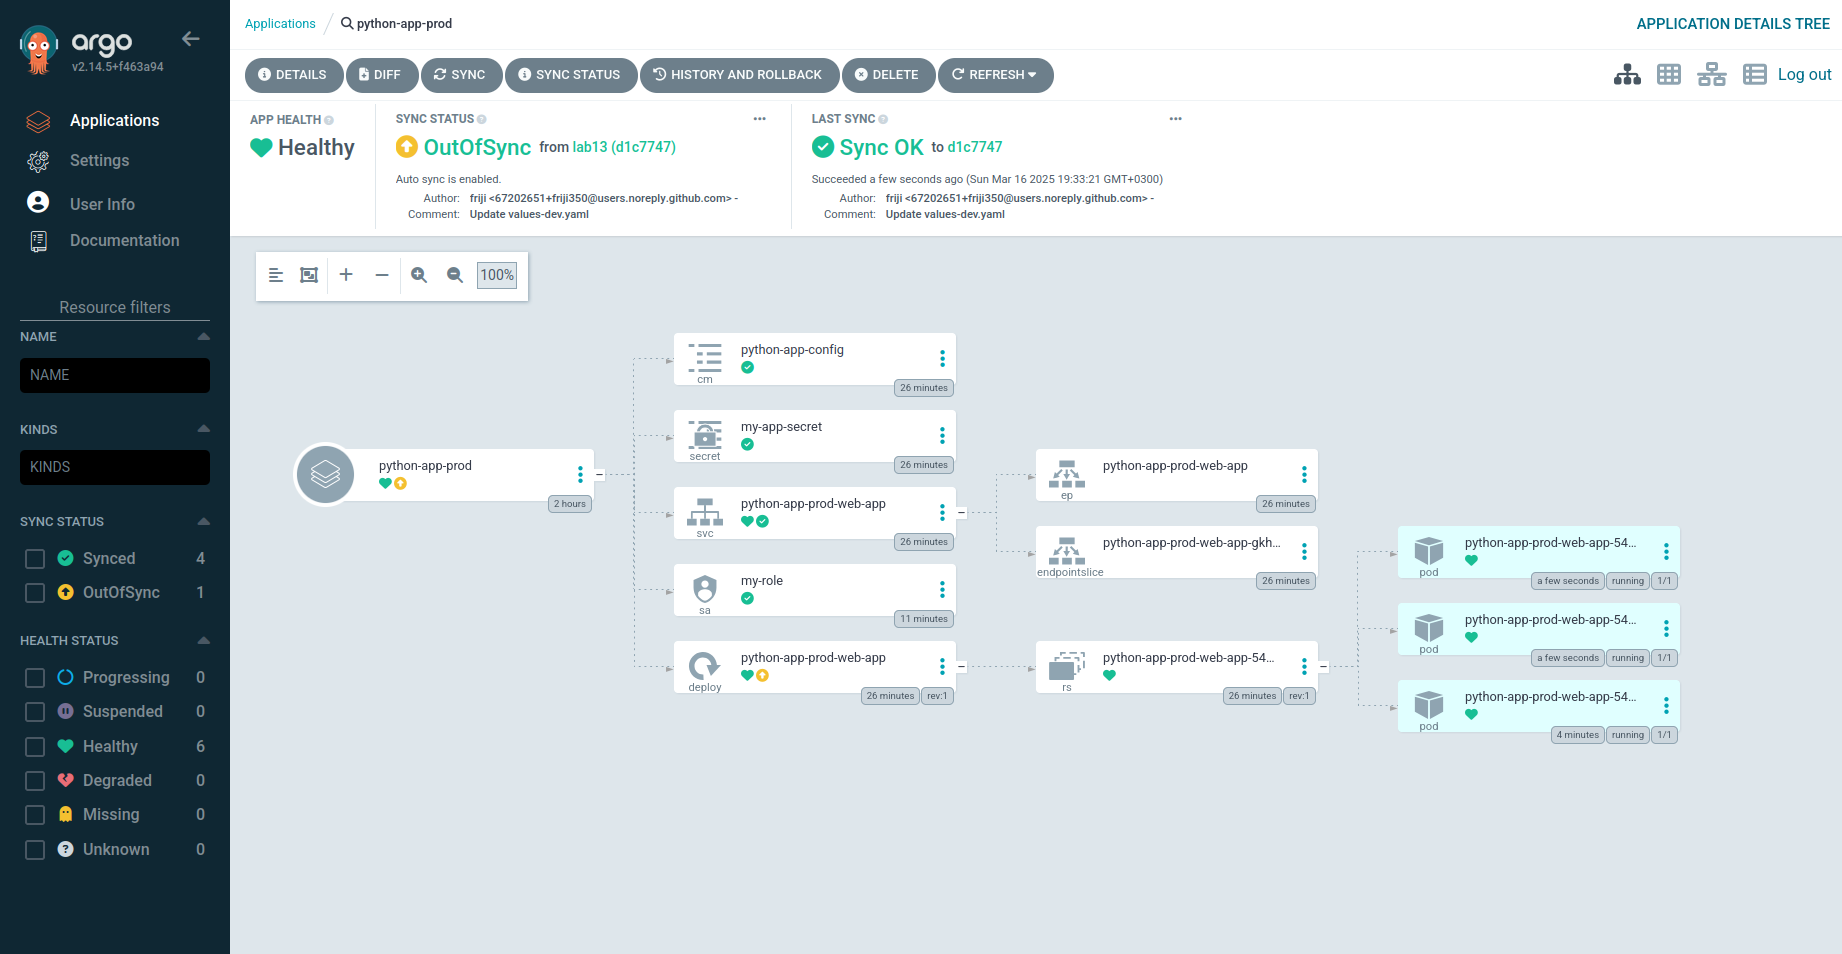 argo
v2.14.5+f463a94
Applications
Settings
User Info
Documentation
Resource filters
NAME
NAME
KINDS
KINDS
SYNC STATUS
Synced 4
OutOfSync 1
HEALTH STATUS
Progressing 0
Suspended 0
Healthy 6
Degraded 0
Missing 0
Unknown 0
Applications / python-app-prod
APPLICATION DETAILS TREE
DETAILS DIFF SYNC SYNC STATUS HISTORY AND ROLLBACK DELETE REFRESH
Log out
APP HEALTH
Healthy
SYNC STATUS
OutOfSync from lab13 (d1c7747)
Auto sync is enabled.
Author: friji <67202651+friji350@users.noreply.github.com> -
Comment: Update values-dev.yaml
LAST SYNC
Sync OK to d1c7747
Succeeded a few seconds ago (Sun Mar 16 2025 19:33:21 GMT+0300)
Author: friji <67202651+friji350@users.noreply.github.com> -
Comment: Update values-dev.yaml
100%
python-app-prod
2 hours
python-app-config
cm
26 minutes
my-app-secret
secret
26 minutes
python-app-prod-web-app
svc
26 minutes
my-role
sa
11 minutes
python-app-prod-web-app
deploy
26 minutes rev:1
python-app-prod-web-app
ep
26 minutes
python-app-prod-web-app-gkh...
endpointslice
26 minutes
python-app-prod-web-app-54...
rs
26 minutes rev:1
python-app-prod-web-app-54...
pod
a few seconds running 1/1
python-app-prod-web-app-54...
pod
a few seconds running 1/1
python-app-prod-web-app-54...
pod
4 minutes running 1/1